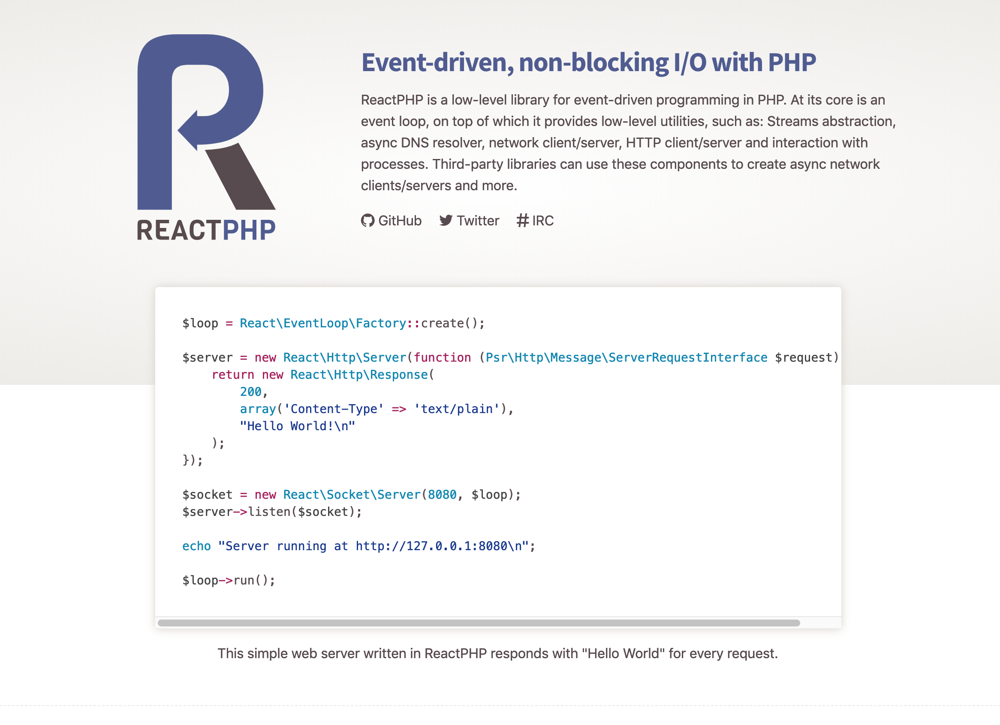 REACTPHP
Event-driven, non-blocking I/O with PHP
ReactPHP is a low-level library for event-driven programming in PHP. At its core is an
event loop, on top of which it provides low-level utilities, such as: Streams abstraction,
async DNS resolver, network client/server, HTTP client/server and interaction with
processes. Third-party libraries can use these components to create async network
clients/servers and more.
GitHub Twitter # IRC
$loop = React\EventLoop\Factory::create();
$server = new React\Http\Server(function (Psr\Http\Message\ServerRequestInterface $request)
    return new React\Http\Response(
        200,
        array('Content-Type' => 'text/plain'),
        "Hello World!\n"
    );
});
$socket = new React\Socket\Server(8080, $loop);
$server->listen($socket);
echo "Server running at http://127.0.0.1:8080\n";
$loop->run();
This simple web server written in ReactPHP responds with "Hello World" for every request.